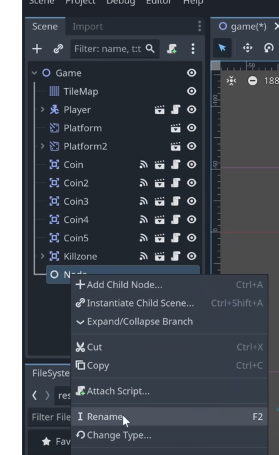 Scene Project Debug Editor Help
Scene Import
game(*)
Filter: name, t:t
Game
188
TileMap
Player
Platform
Platform2
Coin
Coin2
Coin3
Coin4
Coin5
Killzone
Add Child Node... Ctrl+A
Instantiate Child Scene... Ctrl+Shift+A
Expand/Collapse Branch
Cut Ctrl+X
Copy Ctrl+C
FileSyste
Attach Script...
res
Filter File
Rename F2
Change Type...
Fav